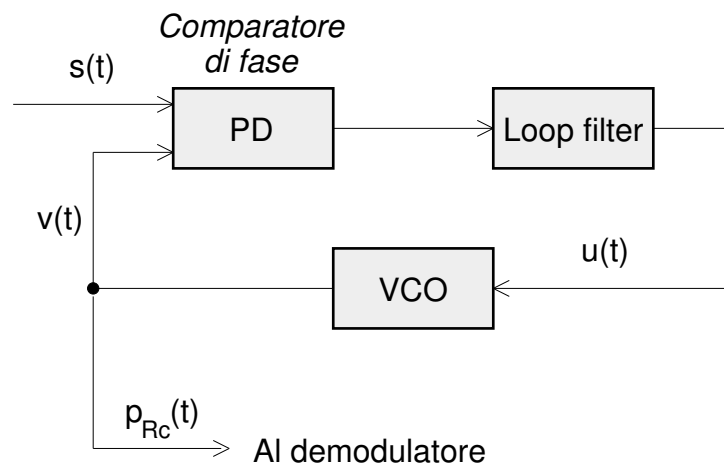 Comparatore
di fase
s(t)
PD
Loop filter
v(t)
u(t)
VCO
p_Rc(t)
Al demodulatore